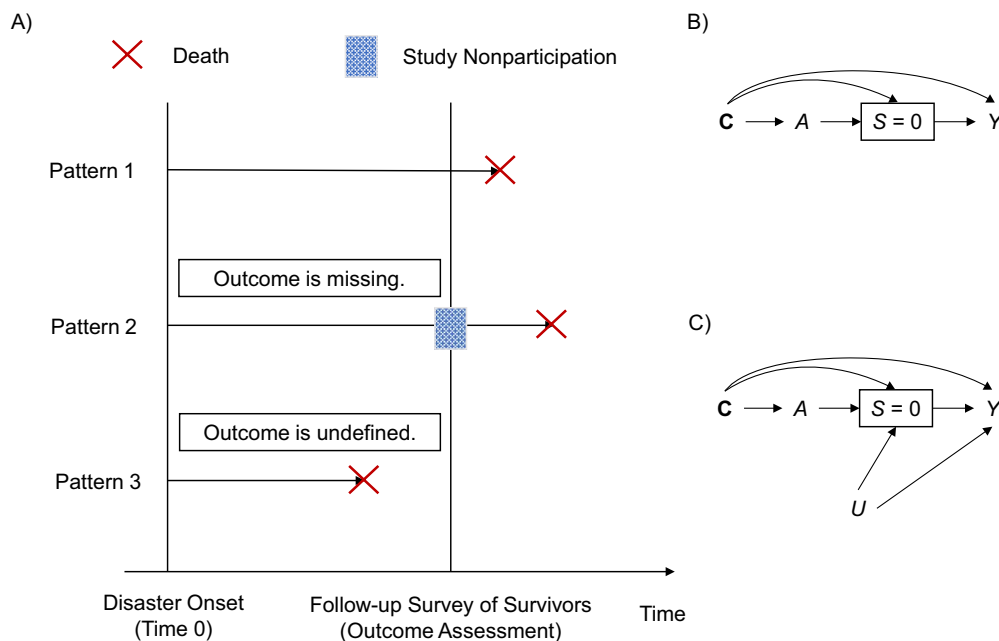 A)
Death
Study Nonparticipation
Pattern 1
Outcome is missing.
Pattern 2
Outcome is undefined.
Pattern 3
Disaster Onset
(Time 0)
Follow-up Survey of Survivors
(Outcome Assessment)
Time
B)
C A S = 0 Y
C)
C A S = 0 Y
U